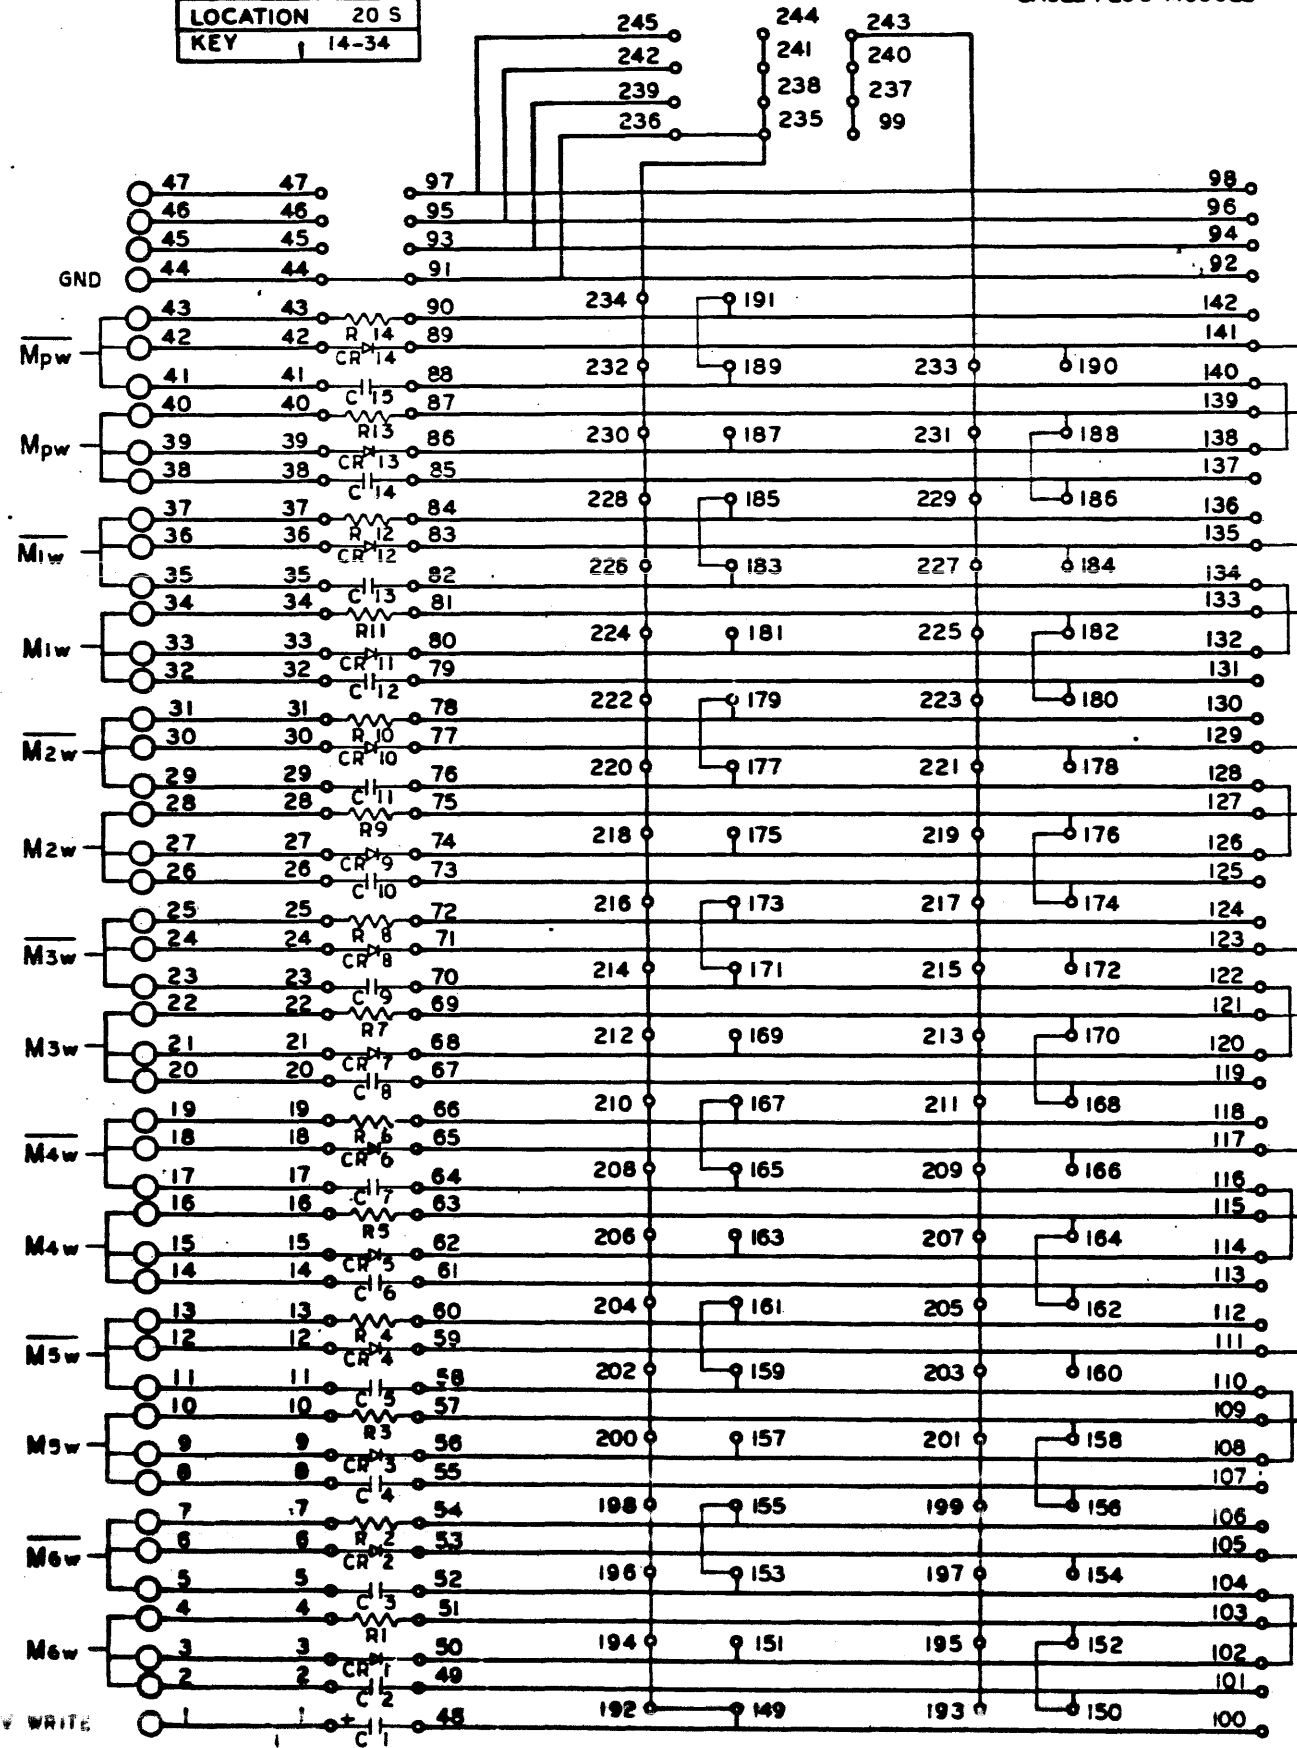 LOCATION 20 S
KEY 14-34
245 244 243
242 241 240
239 238 237
236 235 99
47 47 97 98
46 46 95 96
45 45 93 94
GND 44 44 91 92
43 43 90 234 191 142
R 14
42 42 89 141
Mpw CR 14
232 189 233 190
41 41 88 140
C 15
40 40 87 139
R13
Mpw 39 39 86 230 187 231 188 138
CR 13
38 38 85 137
C 14
228 185 229 186
37 37 84 136
R 12
36 36 83 135
M1w CR 12
226 183 227 184
35 35 82 134
C 13
34 34 81 133
R11
M1w 33 33 80 224 181 225 182 132
CR 11
32 32 79 131
C 12
222 179 223 180
31 31 78 130
R 10
30 30 77 129
M2w CR 10
220 177 221 178
29 29 76 128
C 11
28 28 75 127
R9
M2w 27 27 74 218 175 219 176 126
CR 9
26 26 73 125
C 10
216 173 217 174
25 25 72 124
R 8
24 24 71 123
M3w CR 8
214 171 215 172
23 23 70 122
C 9
22 22 69 121
R7
M3w 21 21 68 212 169 213 170 120
CR 7
20 20 67 119
C 8
210 167 211 168
19 19 66 118
R 6
18 18 65 117
M4w CR 6
208 165 209 166
17 17 64 116
C 7
16 16 63 115
R5
M4w 15 15 62 206 163 207 164 114
CR 5
14 14 61 113
C 6
204 161 205 162
13 13 60 112
R 4
12 12 59 111
M5w CR 4
202 159 203 160
11 11 58 110
C 5
10 10 57 109
R3
M5w 9 9 56 200 157 201 158 108
CR 3
8 8 55 107
C 4
198 155 199 156
7 7 54 106
R 2
6 6 53 105
M6w CR 2
196 153 197 154
5 5 52 104
C 3
4 4 51 103
R1
M6w 3 3 50 194 151 195 152 102
CR 1
2 2 49 101
C 2
192 149 193 150
WRITE 1 1 + 48 100
C 1